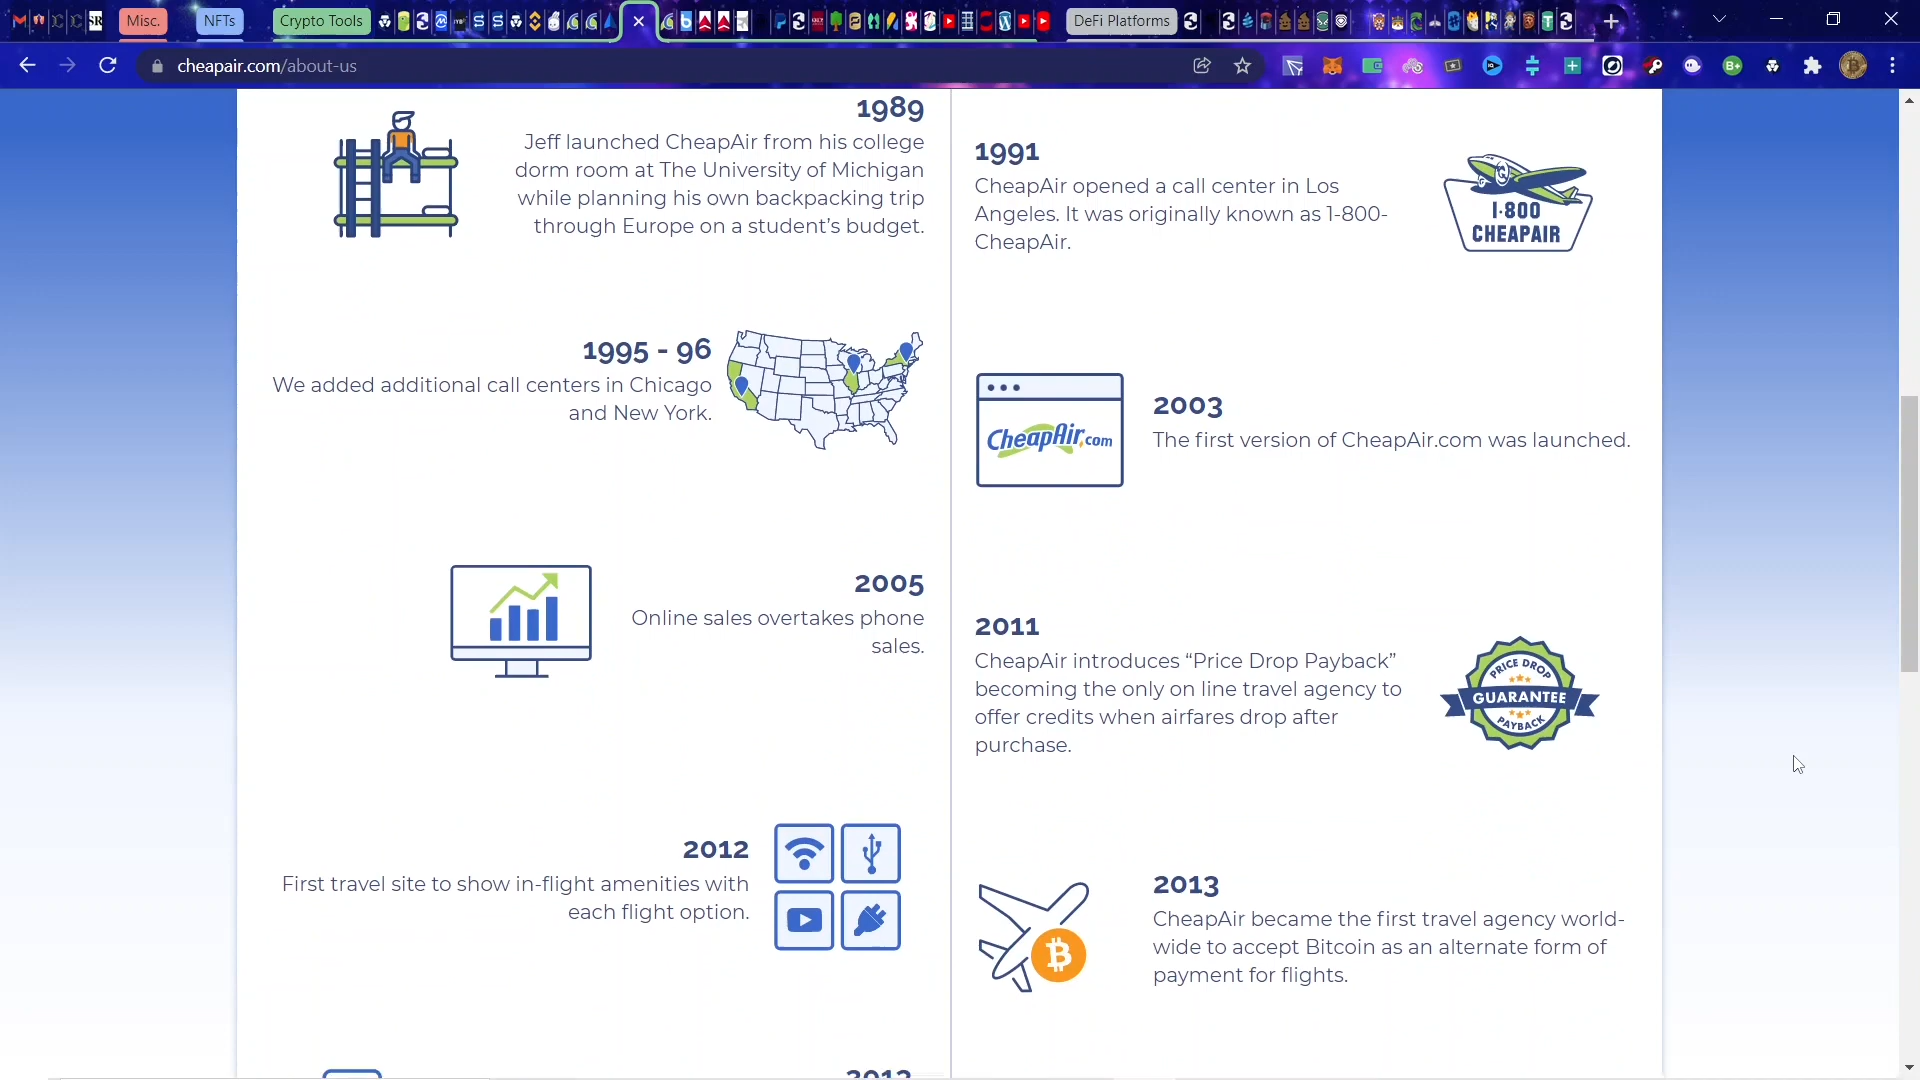 Misc.
NFTs
Crypto Tools
DeFi Platforms
cheapair.com/about-us
1989
Jeff launched CheapAir from his college
dorm room at The University of Michigan
while planning his own backpacking trip
through Europe on a student’s budget.
1991
CheapAir opened a call center in Los
Angeles. It was originally known as 1-800-
CheapAir.
1-800
CHEAPAIR
1995 - 96
We added additional call centers in Chicago
and New York.
CheapAir.com
2003
The first version of CheapAir.com was launched.
2005
Online sales overtakes phone
sales.
2011
CheapAir introduces “Price Drop Payback”
becoming the only on line travel agency to
offer credits when airfares drop after
purchase.
PRICE DROP
GUARANTEE
PAYBACK
2012
First travel site to show in-flight amenities with
each flight option.
2013
CheapAir became the first travel agency world-
wide to accept Bitcoin as an alternate form of
payment for flights.